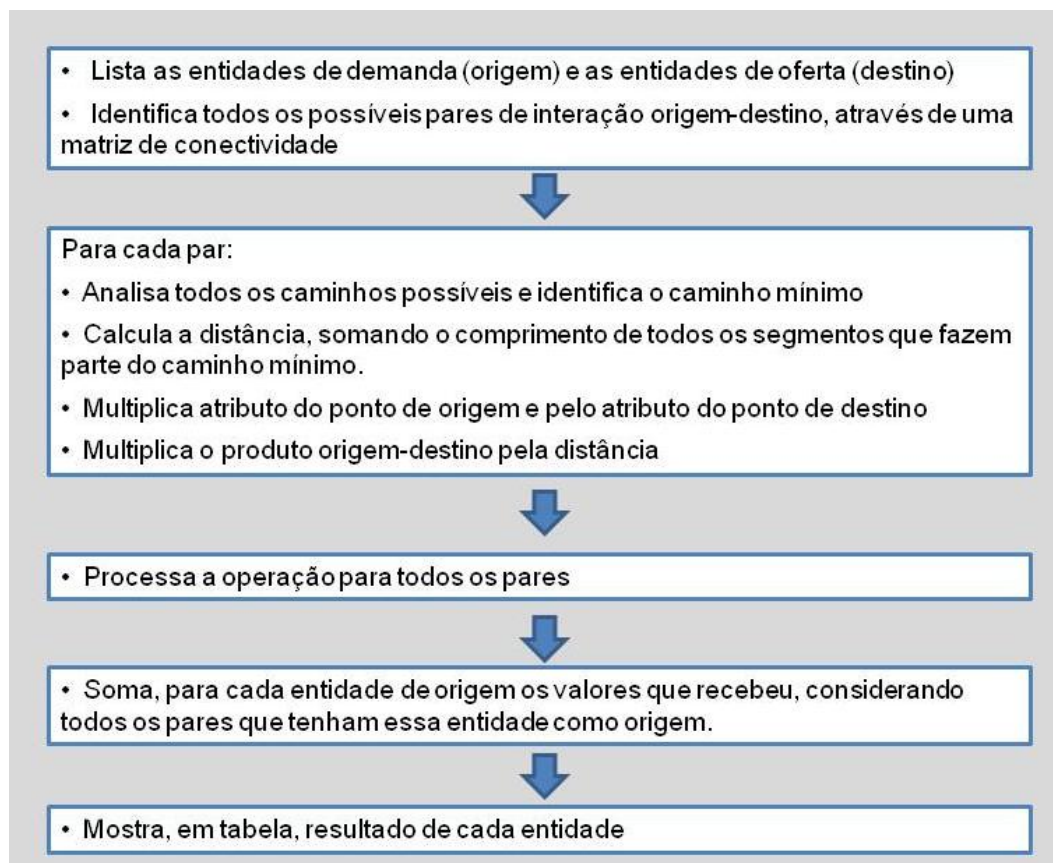 • Lista as entidades de demanda (origem) e as entidades de oferta (destino)
• Identifica todos os possíveis pares de interação origem-destino, através de uma
matriz de conectividade
Para cada par:
• Analisa todos os caminhos possíveis e identifica o caminho mínimo
• Calcula a distância, somando o comprimento de todos os segmentos que fazem
parte do caminho mínimo.
• Multiplica atributo do ponto de origem e pelo atributo do ponto de destino
• Multiplica o produto origem-destino pela distância
• Processa a operação para todos os pares
• Soma, para cada entidade de origem os valores que recebeu, considerando
todos os pares que tenham essa entidade como origem.
• Mostra, em tabela, resultado de cada entidade